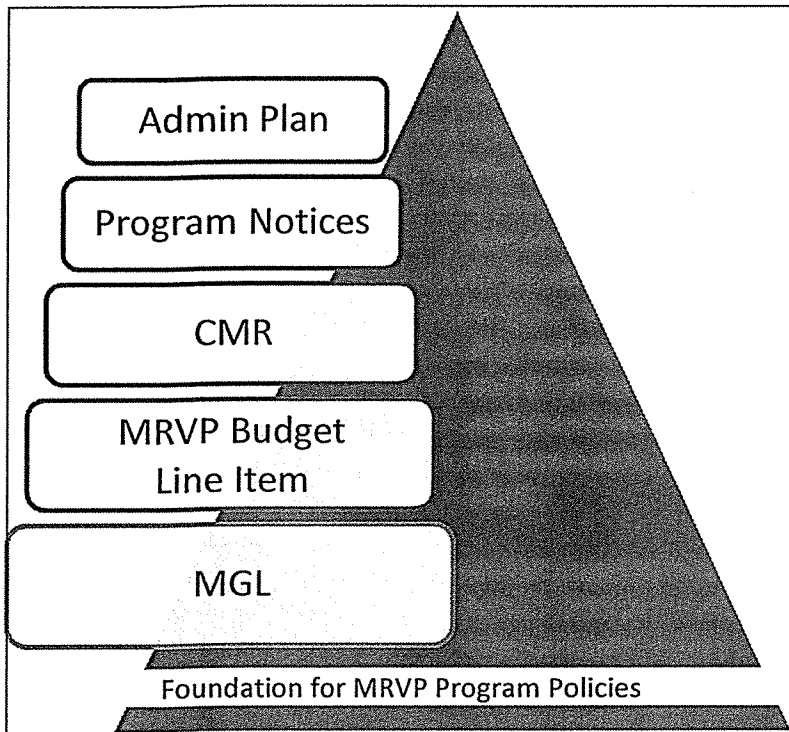 Admin Plan
Program Notices
CMR
MRVP Budget
Line Item
MGL
Foundation for MRVP Program Policies